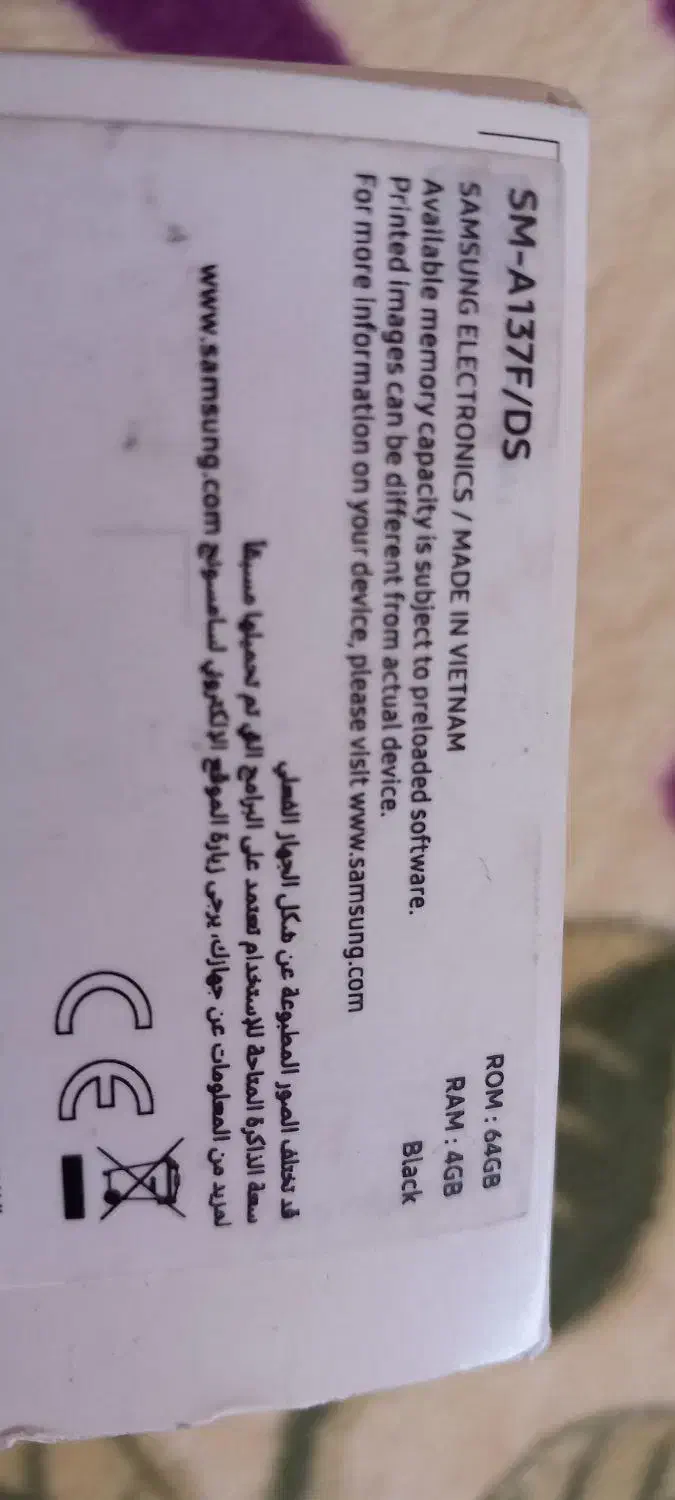 SM-A137F/DS
SAMSUNG ELECTRONICS / MADE IN VIETNAM
Available memory capacity is subject to preloaded software.
Printed images can be different from actual device.
For more information on your device, please visit www.samsung.com
ROM : 64GB
RAM : 4GB
Black
قد تختلف الصور المطبوعة عن شكل الجهاز الفعلي
سعة الذاكرة المتاحة للإستخدام تعتمد على البرامج التي تم تحميلها مسبقا
لمزيد من المعلومات عن جهازك، يرجى زيارة الموقع الإلكتروني لسامسونج www.samsung.com
CE